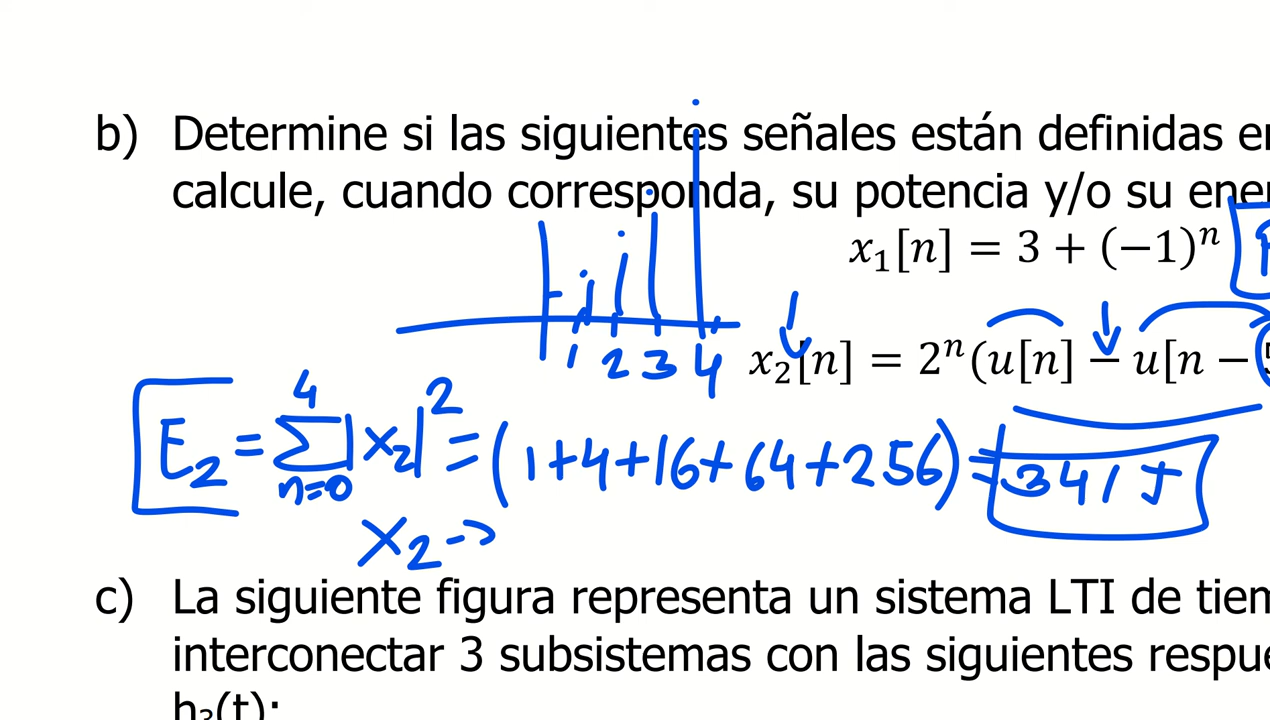 b) Determine si las siguientes señales están definidas en
calcule, cuando corresponda, su potencia y/o su ener
x₁[n] = 3 + (−1)ⁿ
1 2 3 4
x₂[n] = 2ⁿ(u[n] − u[n − 5
E₂ = 4 Σ n=0 |x₂|² = (1+4+16+64+256) = 341 J
x₂ →
c) La siguiente figura representa un sistema LTI de tiem
interconectar 3 subsistemas con las siguientes respue
h₃(t):